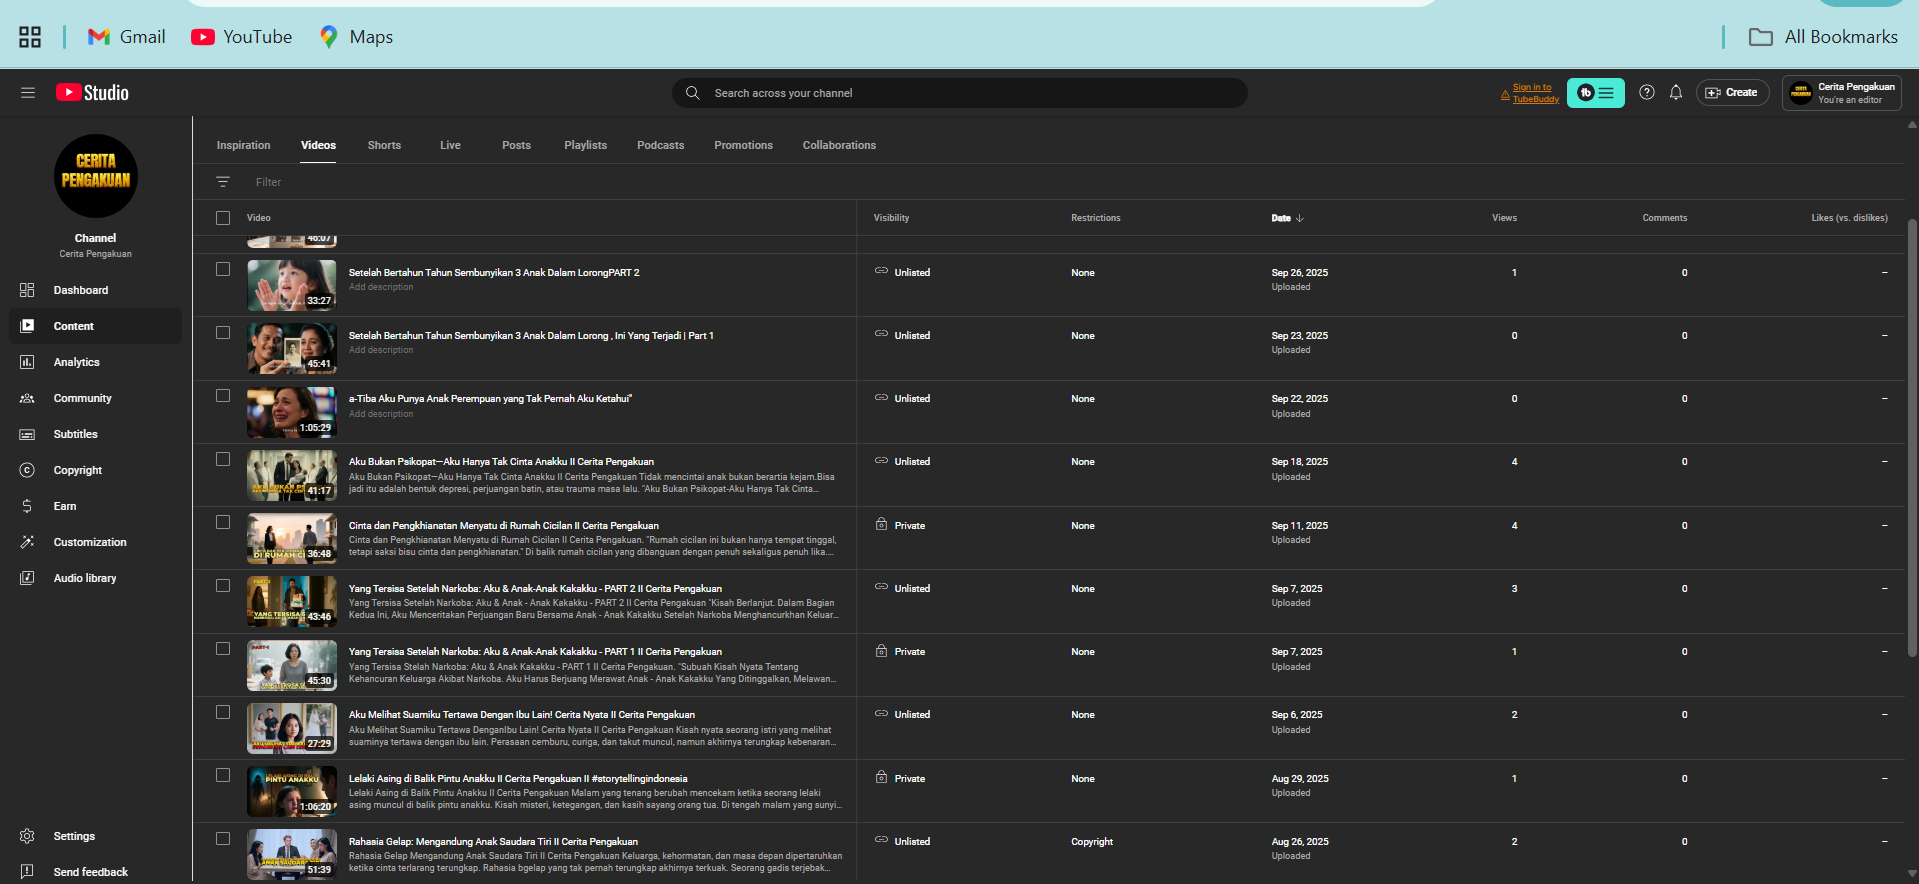 Gmail
YouTube
Maps
All Bookmarks
Studio
Search across your channel
Sign in to
TubeBuddy
tb
Create
Cerita Pengakuan
You're an editor
CERITA
PENGAKUAN
Channel
Cerita Pengakuan
Dashboard
Content
Analytics
Community
Subtitles
Copyright
Earn
Customization
Audio library
Settings
Send feedback
Inspiration Videos Shorts Live Posts Playlists Podcasts Promotions Collaborations
Filter
Video Visibility Restrictions Date Views Comments Likes (vs. dislikes)
46:07
Setelah Bertahun Tahun Sembunyikan 3 Anak Dalam LorongPART 2
Add description
33:27
Unlisted None Sep 26, 2025 1 0 –
Uploaded
Setelah Bertahun Tahun Sembunyikan 3 Anak Dalam Lorong , Ini Yang Terjadi | Part 1
Add description
45:41
Unlisted None Sep 23, 2025 0 0 –
Uploaded
a-Tiba Aku Punya Anak Perempuan yang Tak Pernah Aku Ketahui"
Add description
1:05:29
Unlisted None Sep 22, 2025 0 0 –
Uploaded
Aku Bukan Psikopat—Aku Hanya Tak Cinta Anakku II Cerita Pengakuan
Aku Bukan Psikopat—Aku Hanya Tak Cinta Anakku II Cerita Pengakuan Tidak mencintai anak bukan berartia kejam.Bisa
jadi itu adalah bentuk depresi, perjuangan batin, atau trauma masa lalu. "Aku Bukan Psikopat-Aku Hanya Tak Cinta...
41:17
Unlisted None Sep 18, 2025 4 0 –
Uploaded
Cinta dan Pengkhianatan Menyatu di Rumah Cicilan II Cerita Pengakuan
Cinta dan Pengkhianatan Menyatu di Rumah Cicilan II Cerita Pengakuan. "Rumah cicilan ini bukan hanya tempat tinggal,
tetapi saksi bisu cinta dan pengkhianatan." Di balik rumah cicilan yang dibanguan dengan penuh sekaligus penuh lika....
36:48
Private None Sep 11, 2025 4 0 –
Uploaded
Yang Tersisa Setelah Narkoba: Aku & Anak-Anak Kakakku - PART 2 II Cerita Pengakuan
Yang Tersisa Setelah Narkoba: Aku & Anak - Anak Kakakku - PART 2 II Cerita Pengakuan "Kisah Berlanjut. Dalam Bagian
Kedua Ini, Aku Menceritakan Perjuangan Baru Bersama Anak - Anak Kakakku Setelah Narkoba Menghancurkan Keluar...
43:46
Unlisted None Sep 7, 2025 3 0 –
Uploaded
Yang Tersisa Setelah Narkoba: Aku & Anak-Anak Kakakku - PART 1 II Cerita Pengakuan
Yang Tersisa Stelah Narkoba: Aku & Anak Kakakku - PART 1 II Cerita Pengakuan. "Subuah Kisah Nyata Tentang
Kehancuran Keluarga Akibat Narkoba. Aku Harus Berjuang Merawat Anak - Anak Kakakku Yang Ditinggalkan, Melawan...
45:30
Private None Sep 7, 2025 1 0 –
Uploaded
Aku Melihat Suamiku Tertawa Dengan Ibu Lain! Cerita Nyata II Cerita Pengakuan
Aku Melihat Suamiku Tertawa DenganIbu Lain! Cerita Nyata II Cerita Pengakuan Kisah nyata seorang istri yang melihat
suaminya tertawa dengan ibu lain. Perasaan cemburu, curiga, dan takut muncul, namun akhirnya terungkap kebenaran...
27:29
Unlisted None Sep 6, 2025 2 0 –
Uploaded
Lelaki Asing di Balik Pintu Anakku II Cerita Pengakuan II #storytellingindonesia
Lelaki Asing di Balik Pintu Anakku II Cerita Pengakuan Malam yang tenang berubah mencekam ketika seorang lelaki
asing muncul di balik pintu anakku. Kisah misteri, ketegangan, dan kasih sayang orang tua. Di tengah malam yang sunyi...
PINTU ANAKKU
1:06:20
Private None Aug 29, 2025 1 0 –
Uploaded
Rahasia Gelap: Mengandung Anak Saudara Tiri II Cerita Pengakuan
Rahasia Gelap Mengandung Anak Saudara Tiri II Cerita Pengakuan Keluarga, kehormatan, dan masa depan dipertaruhkan
ketika cinta terlarang terungkap. Rahasia bgelap yang tak pernah terungkap akhirnya terkuak. Seorang gadis terjebak...
51:39
Unlisted Copyright Aug 26, 2025 2 0 –
Uploaded